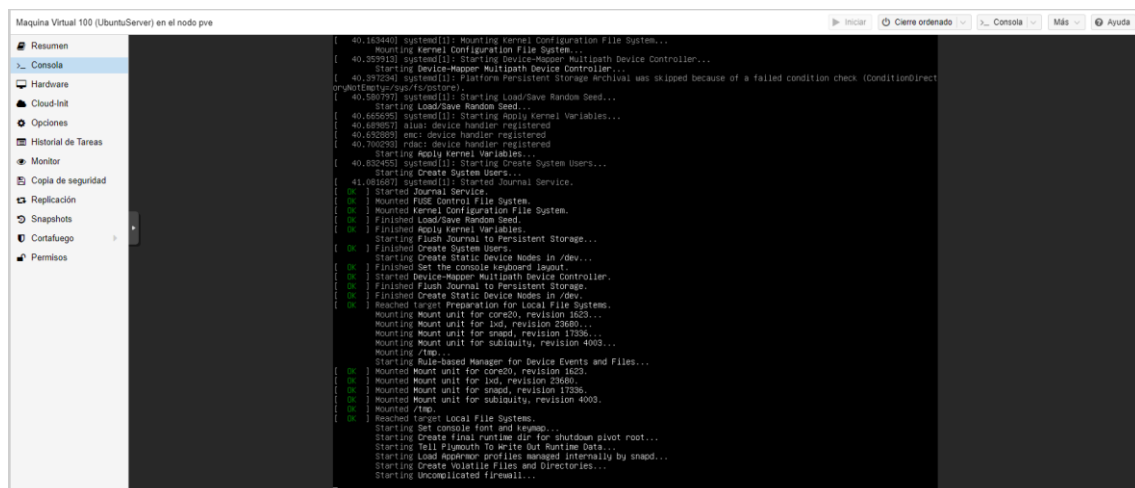 Maquina Virtual 100 (UbuntuServer) en el nodo pve
Iniciar
Cierre ordenado
Consola
Más
Ayuda
Resumen
Consola
Hardware
Cloud-Init
Opciones
Historial de Tareas
Monitor
Copia de seguridad
Replicación
Snapshots
Cortafuego
Permisos
[   40.163440] systemd[1]: Mounting Kernel Configuration File System...
Mounting Kernel Configuration File System...
[   40.359913] systemd[1]: Starting Device-Mapper Multipath Device Controller...
Starting Device-Mapper Multipath Device Controller...
[   40.397234] systemd[1]: Platform Persistent Storage Archival was skipped because of a failed condition check (ConditionDirect
oryNotEmpty=/sys/fs/pstore).
[   40.580797] systemd[1]: Starting Load/Save Random Seed...
Starting Load/Save Random Seed...
[   40.665695] systemd[1]: Starting Apply Kernel Variables...
[   40.689857] alua: device handler registered
[   40.692889] emc: device handler registered
[   40.700293] rdac: device handler registered
Starting Apply Kernel Variables...
[   40.832455] systemd[1]: Starting Create System Users...
Starting Create System Users...
[   41.081687] systemd[1]: Started Journal Service.
[  OK  ] Started Journal Service.
[  OK  ] Mounted FUSE Control File System.
[  OK  ] Mounted Kernel Configuration File System.
[  OK  ] Finished Load/Save Random Seed.
[  OK  ] Finished Apply Kernel Variables.
Starting Flush Journal to Persistent Storage...
[  OK  ] Finished Create System Users.
Starting Create Static Device Nodes in /dev...
[  OK  ] Finished Set the console keyboard layout.
[  OK  ] Started Device-Mapper Multipath Device Controller.
[  OK  ] Finished Flush Journal to Persistent Storage.
[  OK  ] Finished Create Static Device Nodes in /dev.
[  OK  ] Reached target Preparation for Local File Systems.
Mounting Mount unit for core20, revision 1623...
Mounting Mount unit for lxd, revision 23680...
Mounting Mount unit for snapd, revision 17336...
Mounting Mount unit for subiquity, revision 4003...
Mounting /tmp...
Starting Rule-based Manager for Device Events and Files...
[  OK  ] Mounted Mount unit for core20, revision 1623.
[  OK  ] Mounted Mount unit for lxd, revision 23680.
[  OK  ] Mounted Mount unit for snapd, revision 17336.
[  OK  ] Mounted Mount unit for subiquity, revision 4003.
[  OK  ] Mounted /tmp.
[  OK  ] Reached target Local File Systems.
Starting Set console font and keymap...
Starting Create final runtime dir for shutdown pivot root...
Starting Tell Plymouth To Write Out Runtime Data...
Starting Load AppArmor profiles managed internally by snapd...
Starting Create Volatile Files and Directories...
Starting Uncomplicated firewall...